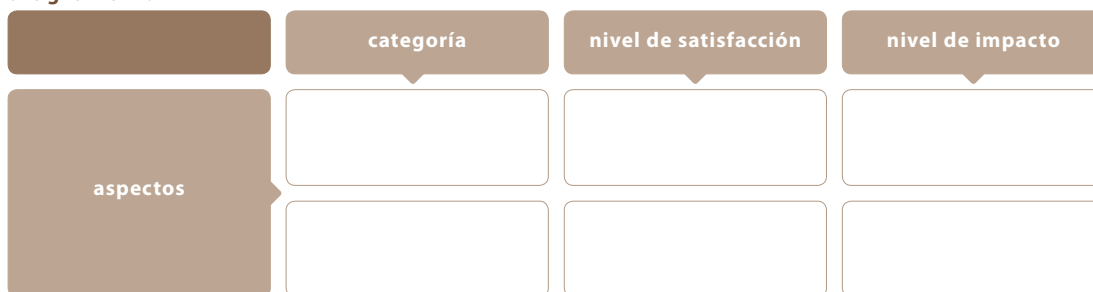 categoría
nivel de satisfacción
nivel de impacto
aspectos